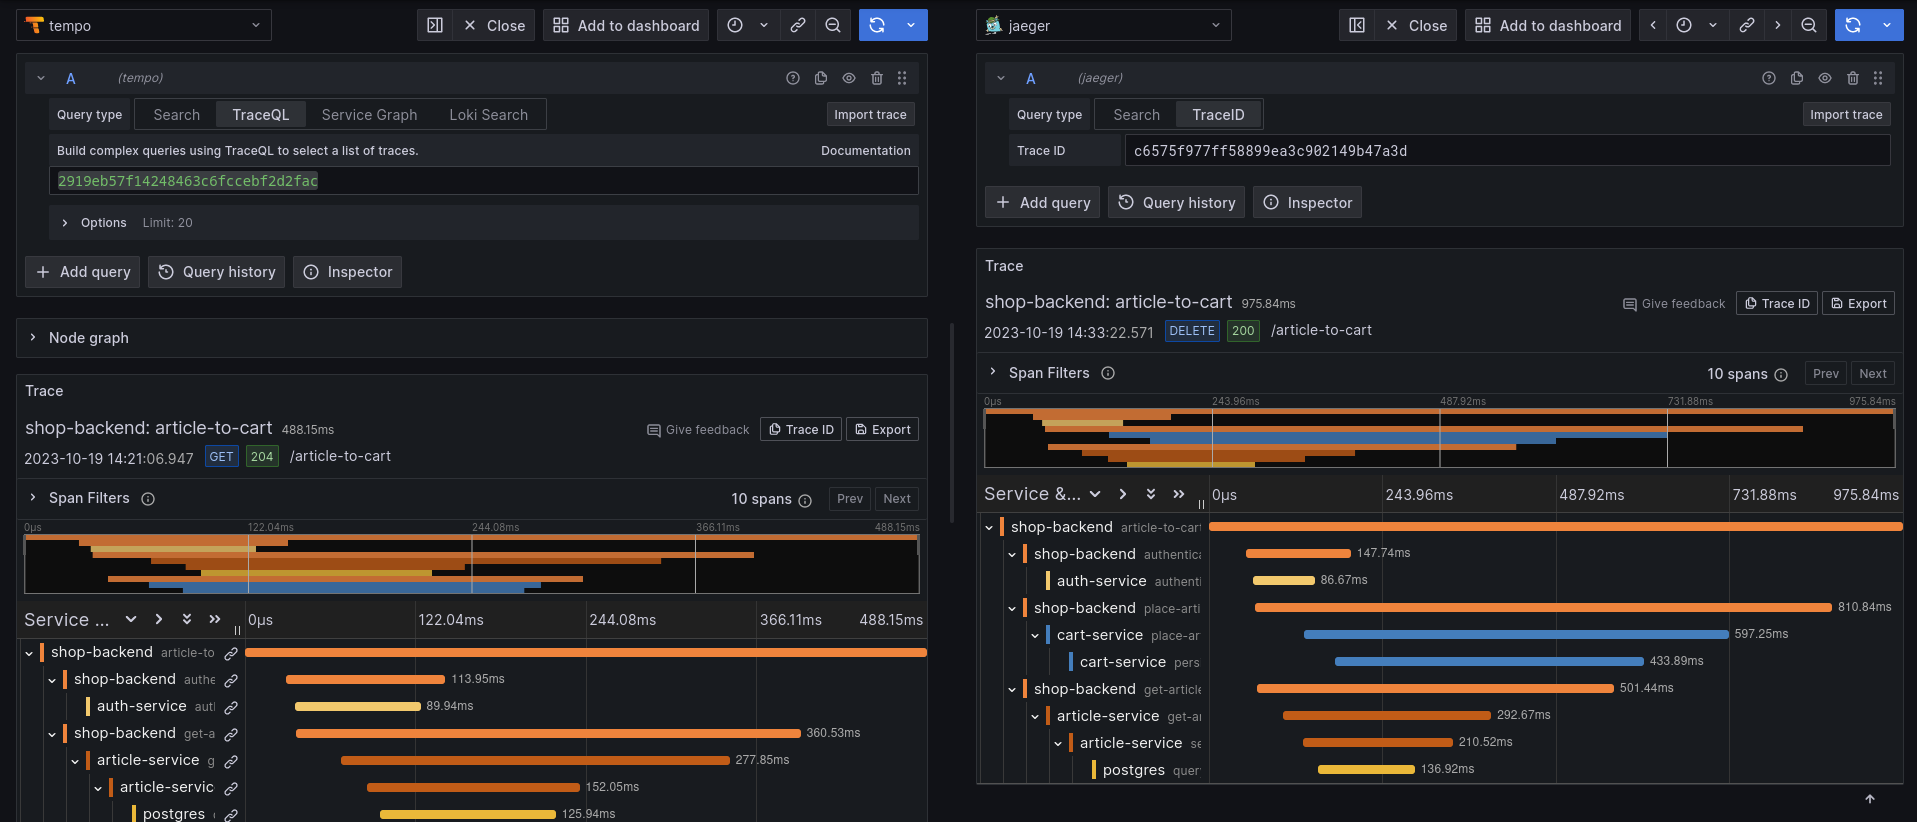 tempo
Close
Add to dashboard
A (tempo)
Query type Search TraceQL Service Graph Loki Search Import trace
Build complex queries using TraceQL to select a list of traces. Documentation
2919eb57f14248463c6fccebf2d2fac
Options Limit: 20
Add query Query history Inspector
Node graph
Trace
shop-backend: article-to-cart 488.15ms Give feedback Trace ID Export
2023-10-19 14:21:06.947 GET 204 /article-to-cart
Span Filters 10 spans Prev Next
0µs 122.04ms 244.08ms 366.11ms 488.15ms
Service ... 0µs 122.04ms 244.08ms 366.11ms 488.15ms
shop-backend article-to
shop-backend authe 113.95ms
auth-service aut 89.94ms
shop-backend get-a 360.53ms
article-service g 277.85ms
article-servic 152.05ms
postgres 125.94ms
jaeger
Close
Add to dashboard
A (jaeger)
Query type Search TraceID Import trace
Trace ID c6575f977ff58899ea3c902149b47a3d
Add query Query history Inspector
Trace
shop-backend: article-to-cart 975.84ms Give feedback Trace ID Export
2023-10-19 14:33:22.571 DELETE 200 /article-to-cart
Span Filters 10 spans Prev Next
0µs 243.96ms 487.92ms 731.88ms 975.84ms
Service &... 0µs 243.96ms 487.92ms 731.88ms 975.84ms
shop-backend article-to-cart
shop-backend authentica 147.74ms
auth-service authenti 86.67ms
shop-backend place-arti 810.84ms
cart-service place-ar 597.25ms
cart-service pers 433.89ms
shop-backend get-article 501.44ms
article-service get-ar 292.67ms
article-service se 210.52ms
postgres query 136.92ms